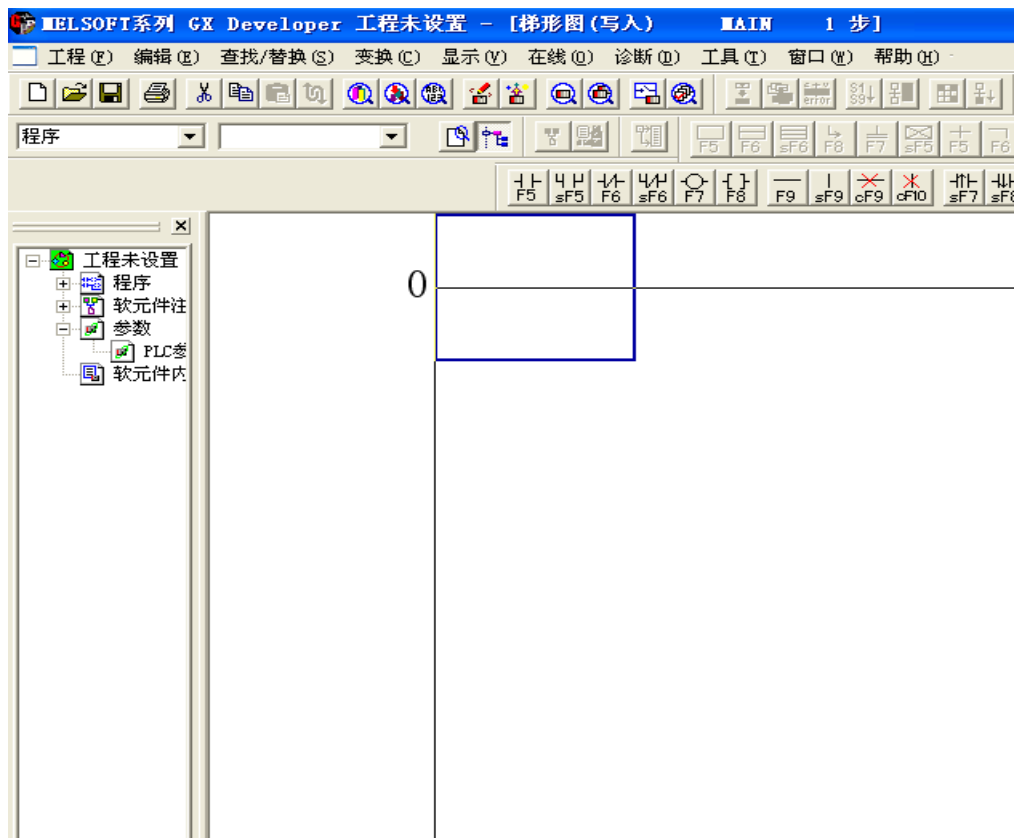 MELSOFT系列 GX Developer 工程未设置 - [梯形图(写入)    MAIN    1 步]
工程(F) 编辑(E) 查找/替换(S) 变换(C) 显示(V) 在线(O) 诊断(D) 工具(T) 窗口(W) 帮助(H)
程序
F5 F6 sF6 F8 F7 sF5 F5 F6
F5 sF5 F6 sF6 F7 F8 F9 sF9 cF9 cF10 sF7 sF8
工程未设置
程序
软元件注
参数
PLC参
软元件内
0